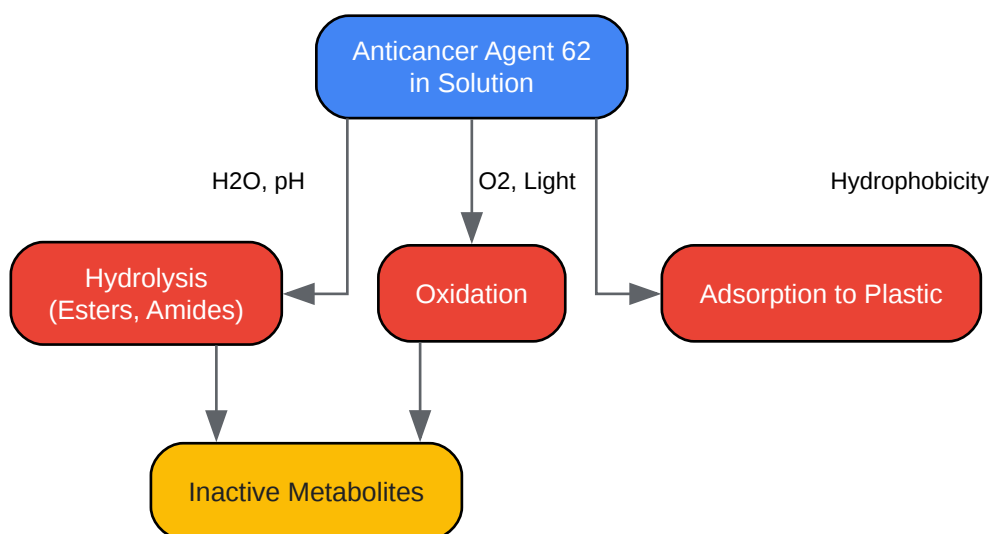 Anticancer Agent 62
in Solution
H2O, pH
O2, Light
Hydrophobicity
Hydrolysis
(Esters, Amides)
Oxidation
Adsorption to Plastic
Inactive Metabolites